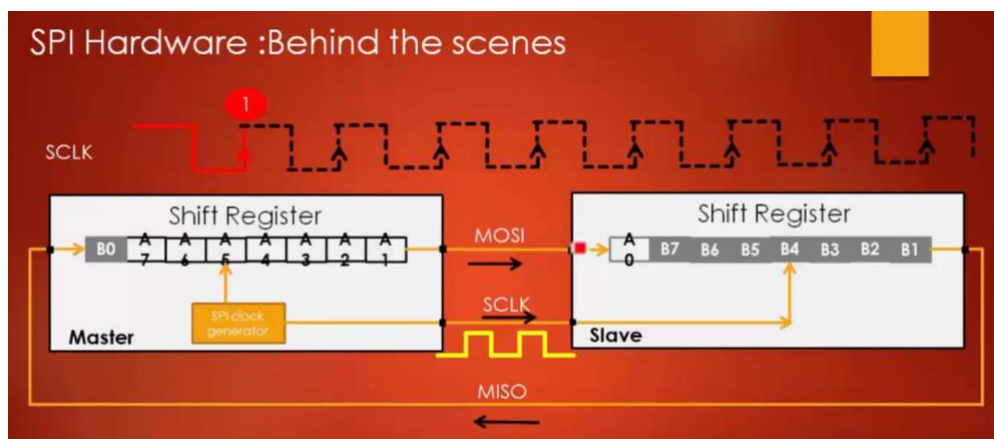 SPI Hardware :Behind the scenes
1
SCLK
Shift Register
B0 A7 A6 A5 A4 A3 A2 A1
SPI clock
generator
Master
MOSI
SCLK
MISO
Shift Register
A0 B7 B6 B5 B4 B3 B2 B1
Slave